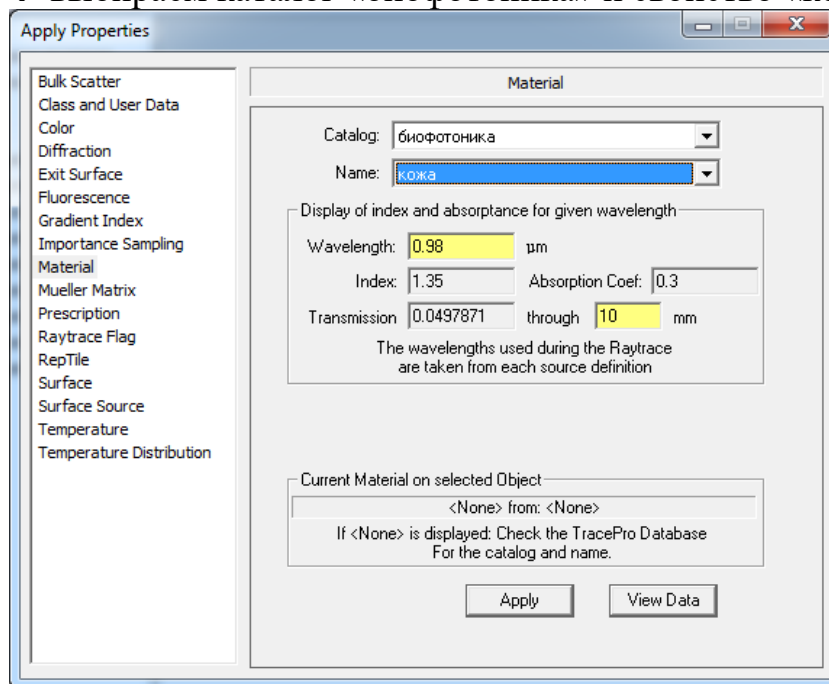 Apply Properties
Bulk Scatter
Class and User Data
Color
Diffraction
Exit Surface
Fluorescence
Gradient Index
Importance Sampling
Material
Mueller Matrix
Prescription
Raytrace Flag
RepTile
Surface
Surface Source
Temperature
Temperature Distribution
Material
Catalog: биофотоника
Name: кожа
Display of index and absorptance for given wavelength
Wavelength: 0.98 µm
Index: 1.35 Absorption Coef: 0.3
Transmission 0.0497871 through 10 mm
The wavelengths used during the Raytrace
are taken from each source definition
Current Material on selected Object
<None> from: <None>
If <None> is displayed: Check the TracePro Database
For the catalog and name.
Apply View Data